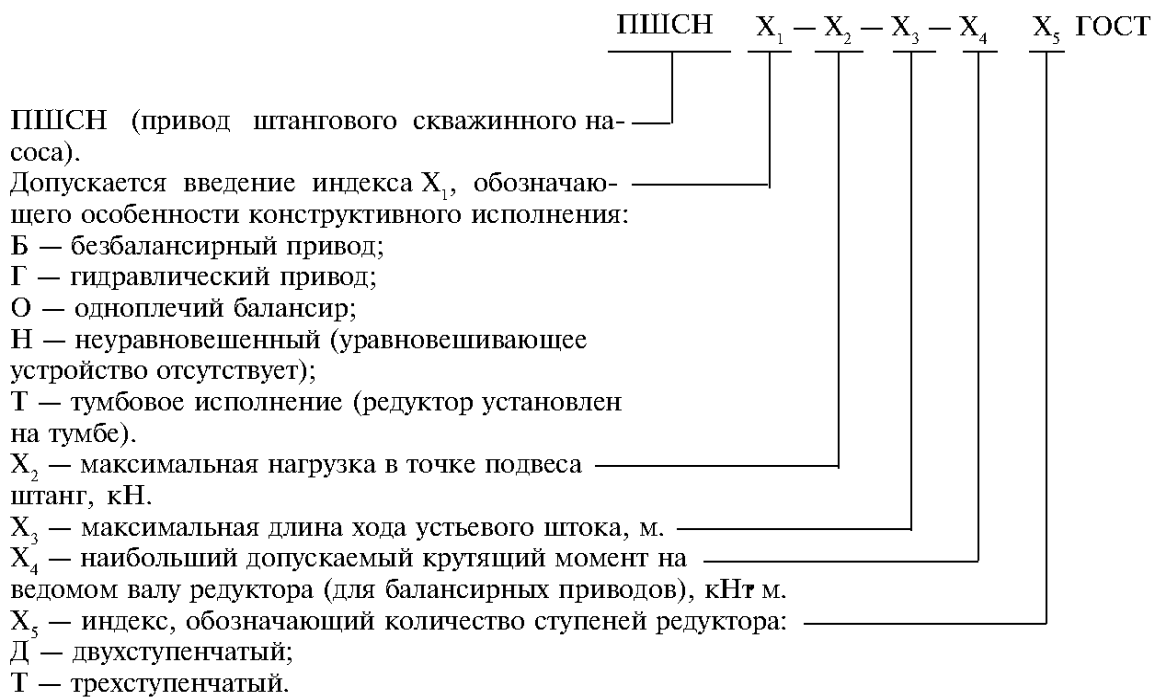 ПШСН X₁ — X₂ — X₃ — X₄ X₅ ГОСТ
ПШСН (привод штангового скважинного на-
соса).
Допускается введение индекса X₁, обозначаю-
щего особенности конструктивного исполнения:
Б — безбалансирный привод;
Г — гидравлический привод;
О — одноплечий балансир;
Н — неуравновешенный (уравновешивающее
устройство отсутствует);
Т — тумбовое исполнение (редуктор установлен
на тумбе).
X₂ — максимальная нагрузка в точке подвеса
штанг, кН.
X₃ — максимальная длина хода устьевого штока, м.
X₄ — наибольший допускаемый крутящий момент на
ведомом валу редуктора (для балансирных приводов), кНт м.
X₅ — индекс, обозначающий количество ступеней редуктора:
Д — двухступенчатый;
Т — трехступенчатый.